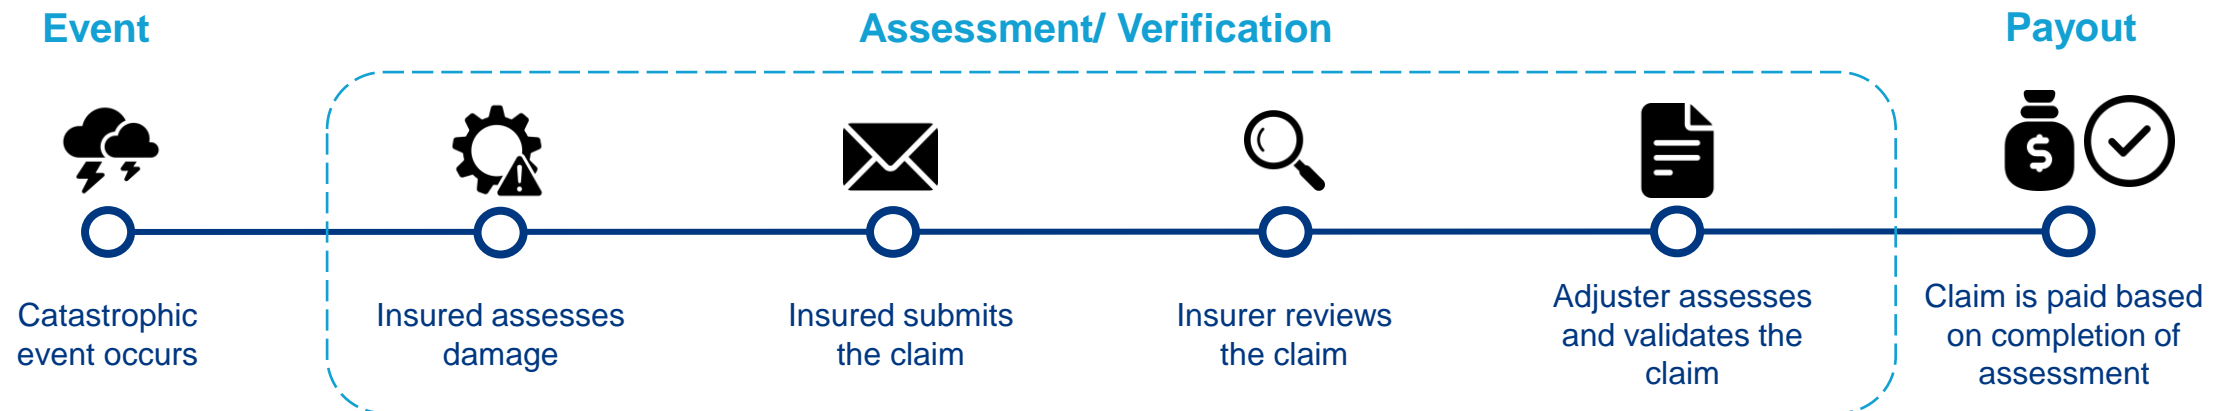 Event
Assessment/ Verification
Payout
Catastrophic
event occurs
Insured assesses
damage
Insured submits
the claim
Insurer reviews
the claim
Adjuster assesses
and validates the
claim
Claim is paid based
on completion of
assessment